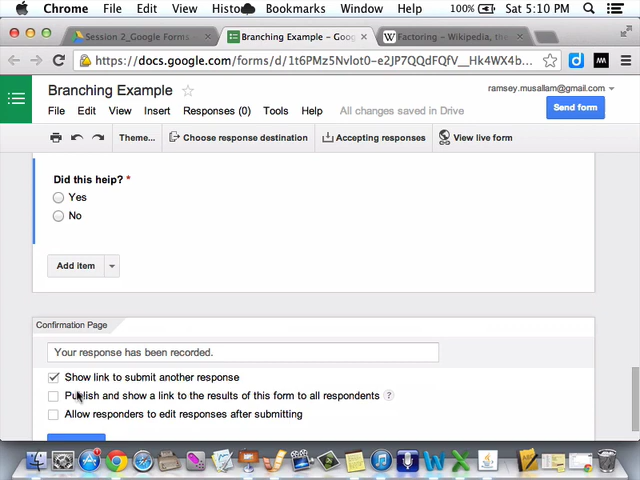 Chrome File Edit View Histo Bookmarks 100% Sat 5:10 PM
Session 2_Google Forms Branching Example – Goo Factoring – Wikipedia, the
https://docs.google.com/forms/d/1t6PMz5Nvlot0-e2JP7QQdFQfV__Hk4WX4b...
Branching Example
ramsey.musallam@gmail.com
File Edit View Insert Responses (0) Tools Help All changes saved in Drive
Send form
Theme... Choose response destination Accepting responses View live form
Did this help? *
Yes
No
Add item
Confirmation Page
Your response has been recorded.
Show link to submit another response
Publish and show a link to the results of this form to all respondents ?
Allow responders to edit responses after submitting